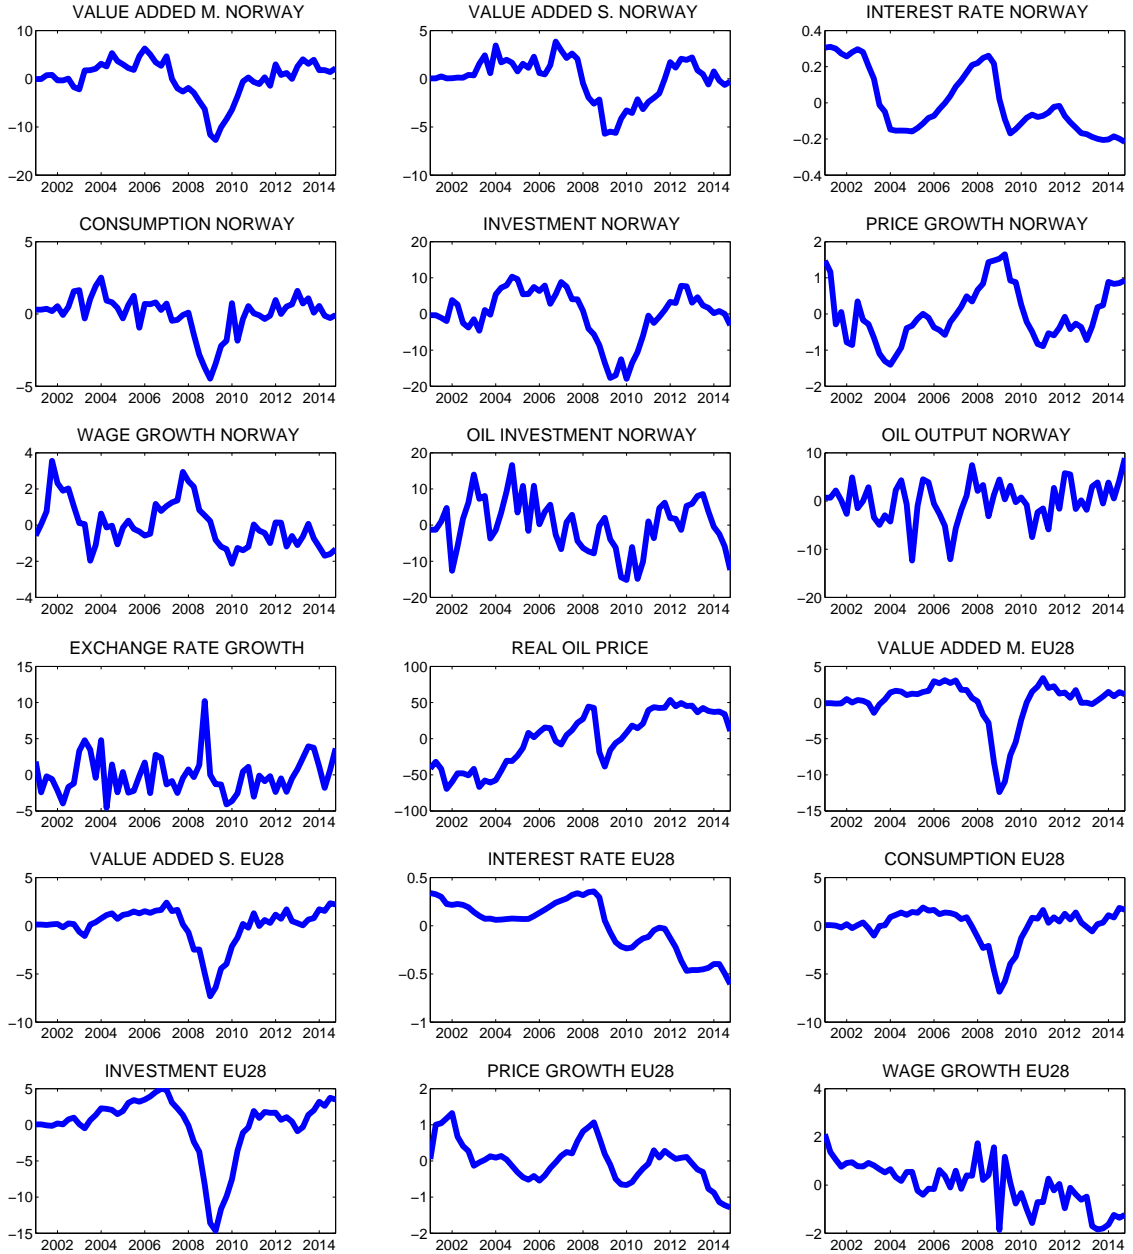 VALUE ADDED M. NORWAY
10
0
−10
−20
2002 2004 2006 2008 2010 2012 2014
VALUE ADDED S. NORWAY
5
0
−5
−10
2002 2004 2006 2008 2010 2012 2014
INTEREST RATE NORWAY
0.4
0.2
0
−0.2
−0.4
2002 2004 2006 2008 2010 2012 2014
CONSUMPTION NORWAY
5
0
−5
2002 2004 2006 2008 2010 2012 2014
INVESTMENT NORWAY
20
10
0
−10
−20
2002 2004 2006 2008 2010 2012 2014
PRICE GROWTH NORWAY
2
1
0
−1
−2
2002 2004 2006 2008 2010 2012 2014
WAGE GROWTH NORWAY
4
2
0
−2
−4
2002 2004 2006 2008 2010 2012 2014
OIL INVESTMENT NORWAY
20
10
0
−10
−20
2002 2004 2006 2008 2010 2012 2014
OIL OUTPUT NORWAY
10
0
−10
−20
2002 2004 2006 2008 2010 2012 2014
EXCHANGE RATE GROWTH
15
10
5
0
−5
2002 2004 2006 2008 2010 2012 2014
REAL OIL PRICE
100
50
0
−50
−100
2002 2004 2006 2008 2010 2012 2014
VALUE ADDED M. EU28
5
0
−5
−10
−15
2002 2004 2006 2008 2010 2012 2014
VALUE ADDED S. EU28
5
0
−5
−10
2002 2004 2006 2008 2010 2012 2014
INTEREST RATE EU28
0.5
0
−0.5
−1
2002 2004 2006 2008 2010 2012 2014
CONSUMPTION EU28
5
0
−5
−10
2002 2004 2006 2008 2010 2012 2014
INVESTMENT EU28
5
0
−5
−10
−15
2002 2004 2006 2008 2010 2012 2014
PRICE GROWTH EU28
2
1
0
−1
−2
2002 2004 2006 2008 2010 2012 2014
WAGE GROWTH EU28
4
2
0
−2
2002 2004 2006 2008 2010 2012 2014